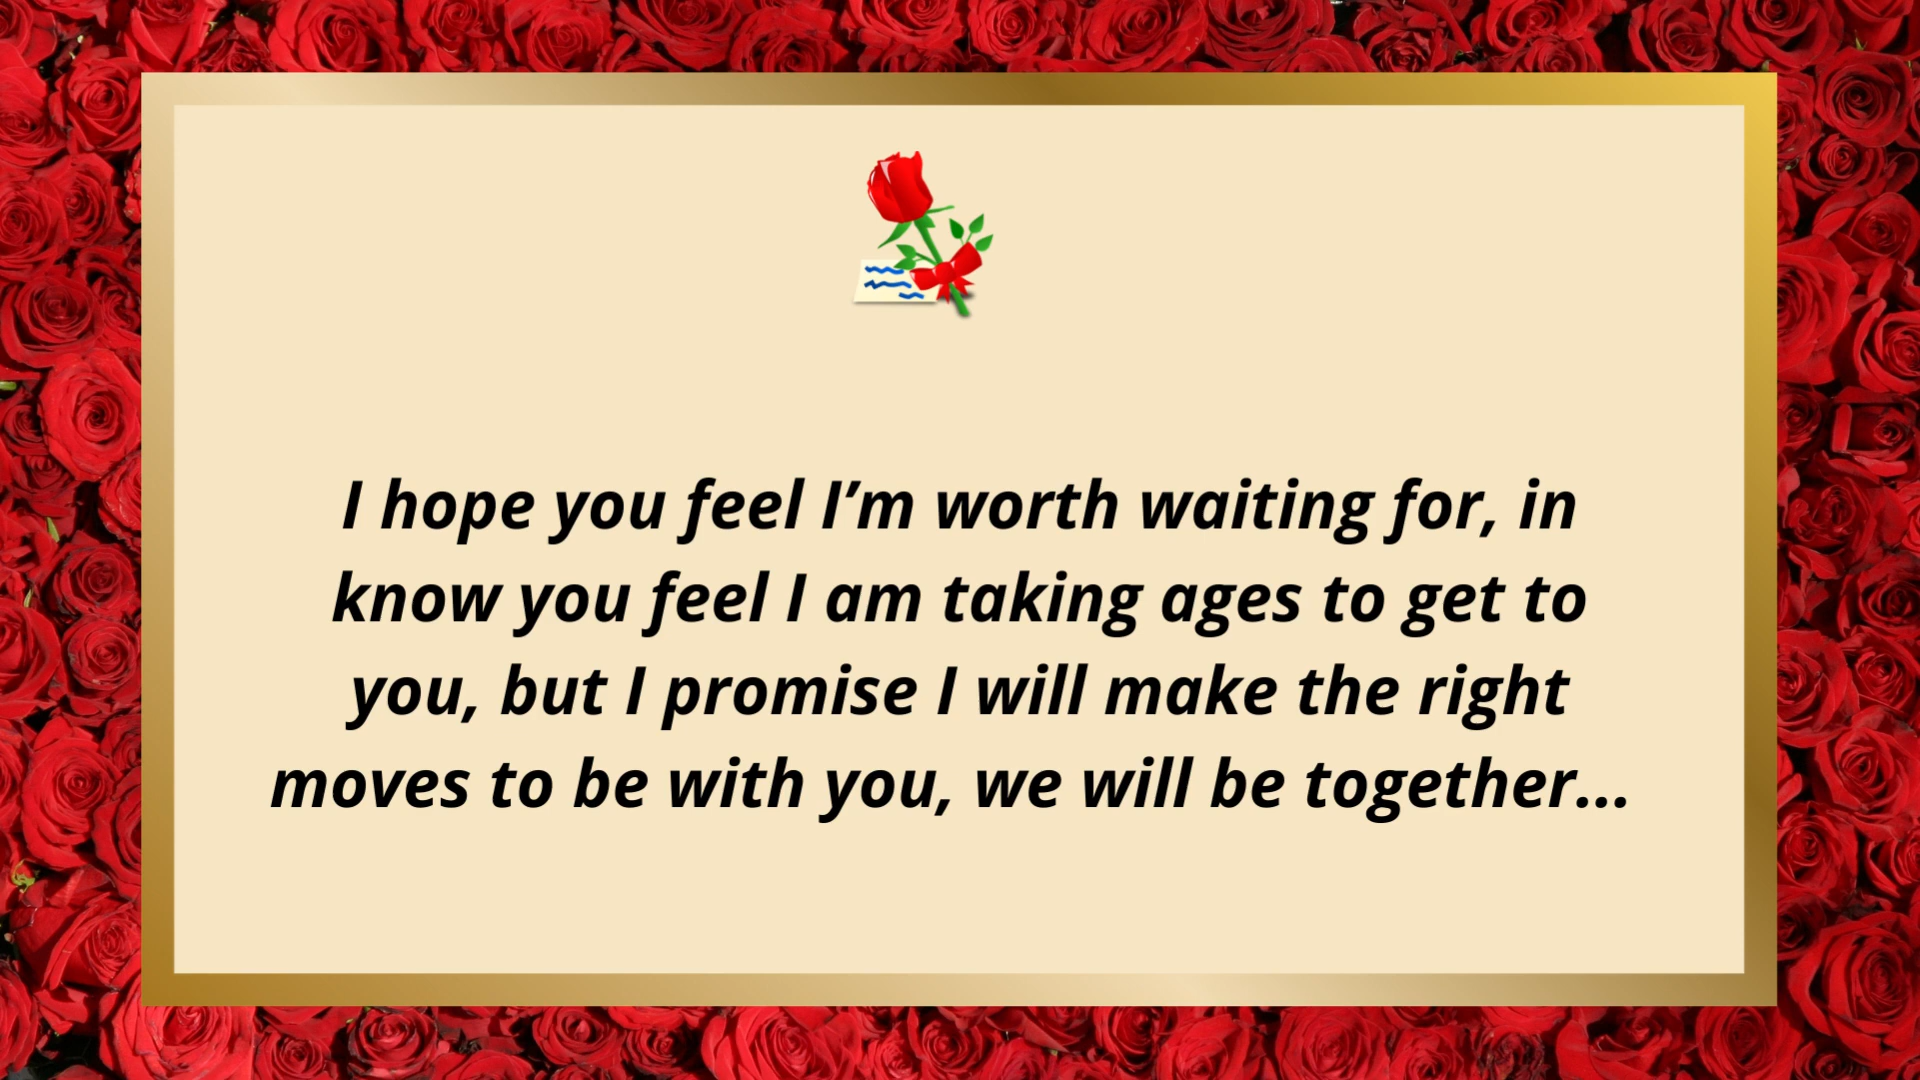 I hope you feel I’m worth waiting for, in
know you feel I am taking ages to get to
you, but I promise I will make the right
moves to be with you, we will be together...